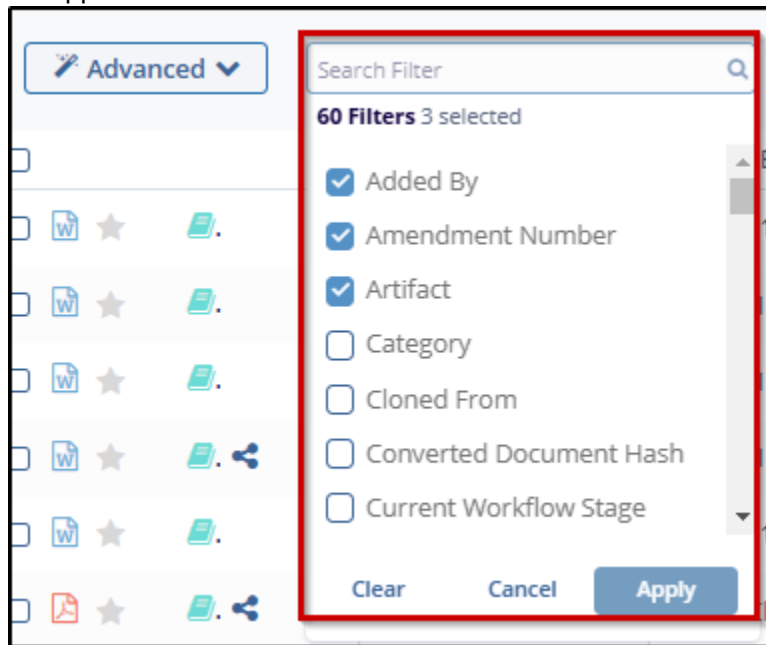 Advanced
Search Filter
60 Filters 3 selected
Added By
Amendment Number
Artifact
Category
Cloned From
Converted Document Hash
Current Workflow Stage
Clear Cancel Apply